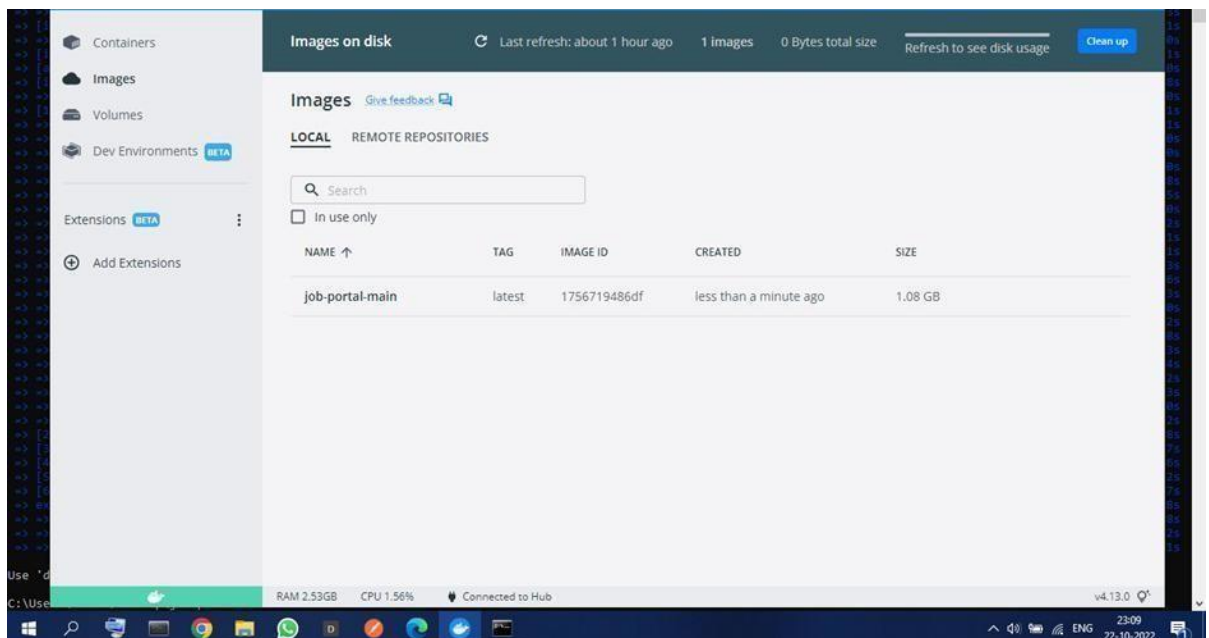 Containers
Images
Volumes
Dev Environments BETA
Extensions BETA
Add Extensions
Images on disk Last refresh: about 1 hour ago 1 images 0 Bytes total size Refresh to see disk usage Clean up
Images Give feedback
LOCAL REMOTE REPOSITORIES
Search
In use only
NAME TAG IMAGE ID CREATED SIZE
job-portal-main latest 1756719486df less than a minute ago 1.08 GB
Use 'd
C:\Use
RAM 2.53GB CPU 1.56% Connected to Hub v4.13.0
ENG 23:09
22-10-2022